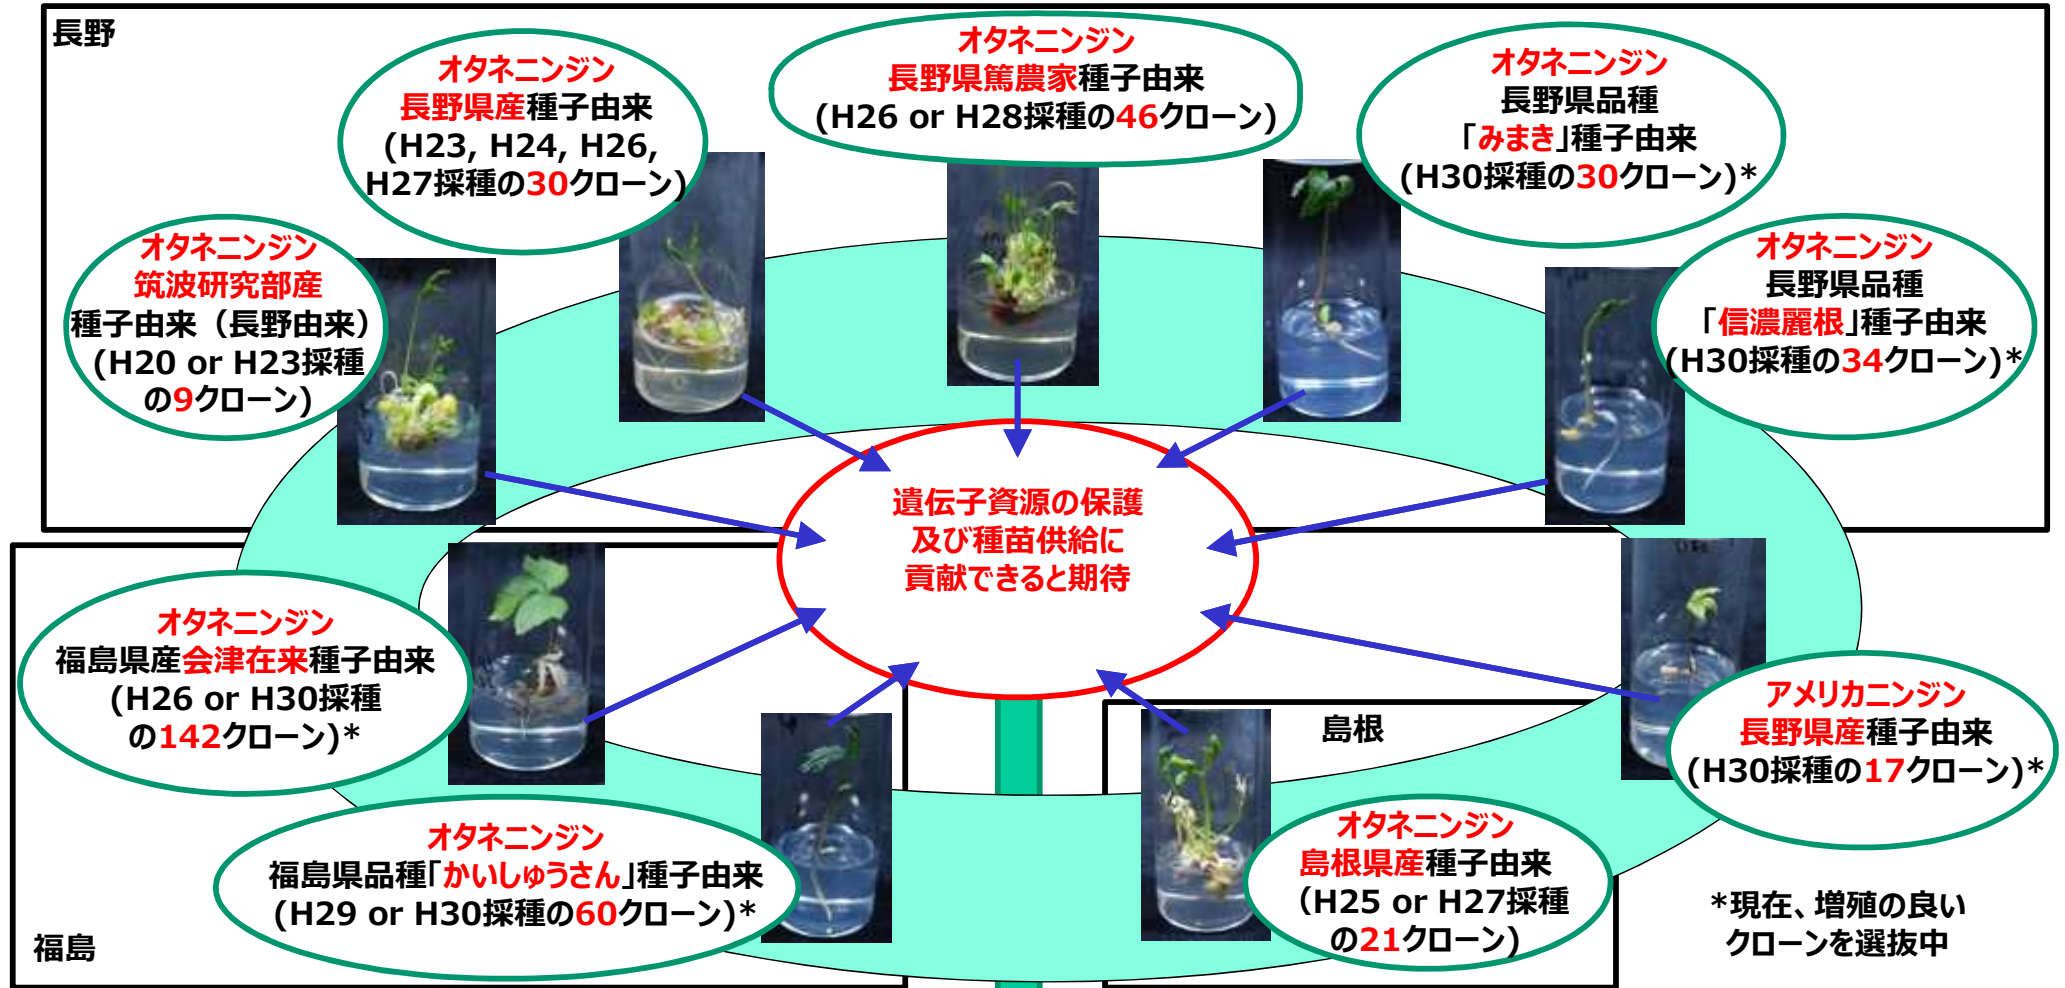 長野
オタネニンジン
長野県産種子由来
(H23, H24, H26,
H27採種の30クローン)
オタネニンジン
長野県篤農家種子由来
(H26 or H28採種の46クローン)
オタネニンジン
長野県品種
「みまき」種子由来
(H30採種の30クローン)*
オタネニンジン
筑波研究部産
種子由来（長野由来）
(H20 or H23採種
の9クローン)
オタネニンジン
長野県品種
「信濃麗根」種子由来
(H30採種の34クローン)*
遺伝子資源の保護
及び種苗供給に
貢献できると期待
オタネニンジン
福島県産会津在来種子由来
(H26 or H30採種
の142クローン)*
アメリカニンジン
長野県産種子由来
(H30採種の17クローン)*
島根
オタネニンジン
福島県品種「かいしゅうさん」種子由来
(H29 or H30採種の60クローン)*
オタネニンジン
島根県産種子由来
（H25 or H27採種
の21クローン)
福島
*現在、増殖の良い
クローンを選抜中